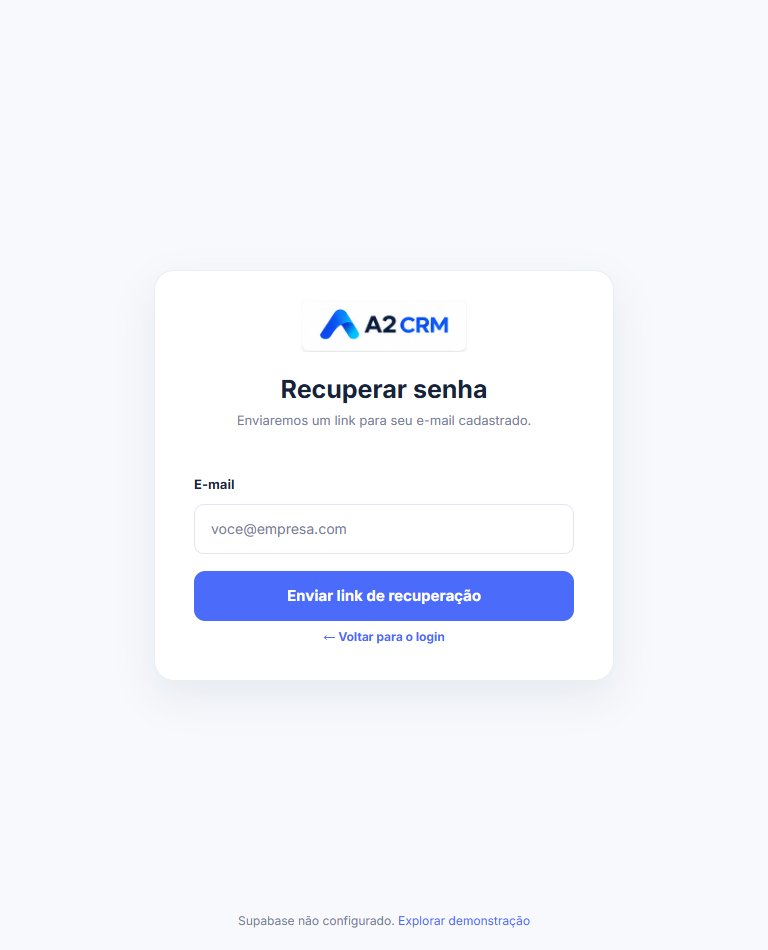 A2 CRM
Recuperar senha
Enviaremos um link para seu e-mail cadastrado.
E-mail
voce@empresa.com
Enviar link de recuperação
← Voltar para o login
Supabase não configurado. Explorar demonstração